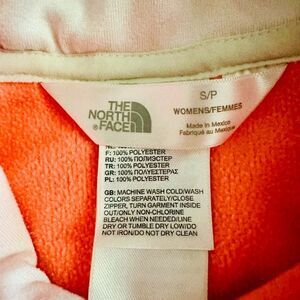 THE
NORTH
FACE
S/P
WOMENS/FEMMES
Made in Mexico
Fabriqué au Mexique
F: 100% POLYESTER
RU: 100% ПОЛИЭСТЕР
TR: 100% POLYESTER
GR: 100% ΠΟΛΥΕΣΤΕΡΑΣ
PL: 100% POLYESTER
GB: MACHINE WASH COLD/WASH
COLORS SEPARATELY/CLOSE
ZIPPER, TURN GARMENT INSIDE
OUT/ONLY NON-CHLORINE
BLEACH WHEN NEEDED/LINE
DRY OR TUMBLE DRY LOW/DO
NOT IRON/DO NOT DRY CLEAN